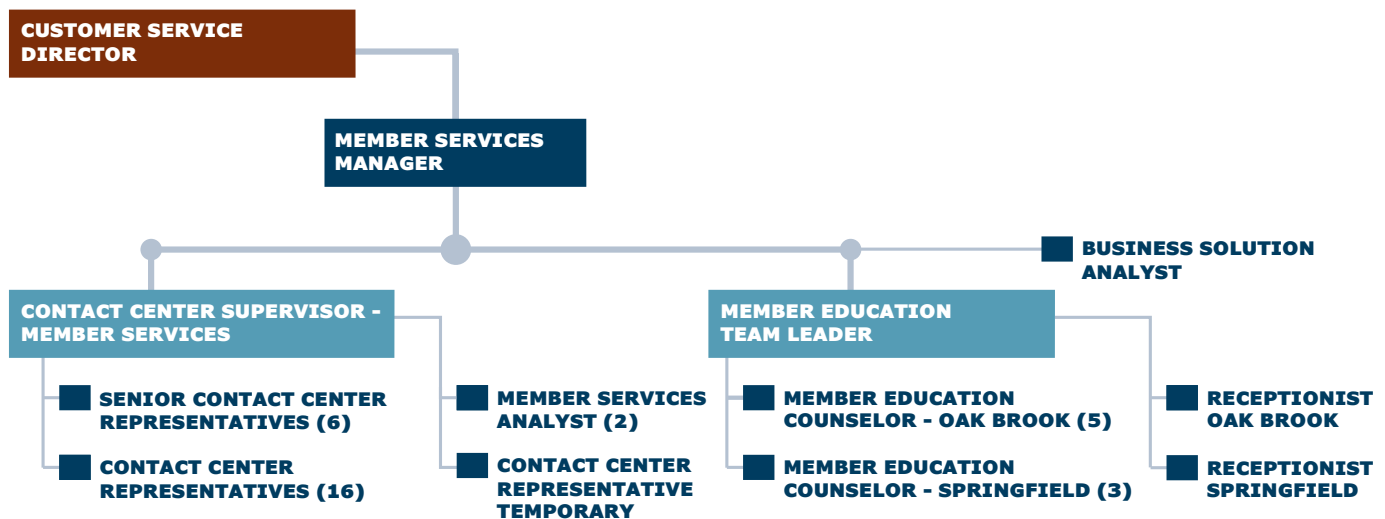 CUSTOMER SERVICE
DIRECTOR
MEMBER SERVICES
MANAGER
BUSINESS SOLUTION
ANALYST
CONTACT CENTER SUPERVISOR -
MEMBER SERVICES
MEMBER EDUCATION
TEAM LEADER
SENIOR CONTACT CENTER
REPRESENTATIVES (6)
MEMBER SERVICES
ANALYST (2)
MEMBER EDUCATION
COUNSELOR - OAK BROOK (5)
RECEPTIONIST
OAK BROOK
CONTACT CENTER
REPRESENTATIVES (16)
CONTACT CENTER
REPRESENTATIVE
TEMPORARY
MEMBER EDUCATION
COUNSELOR - SPRINGFIELD (3)
RECEPTIONIST
SPRINGFIELD